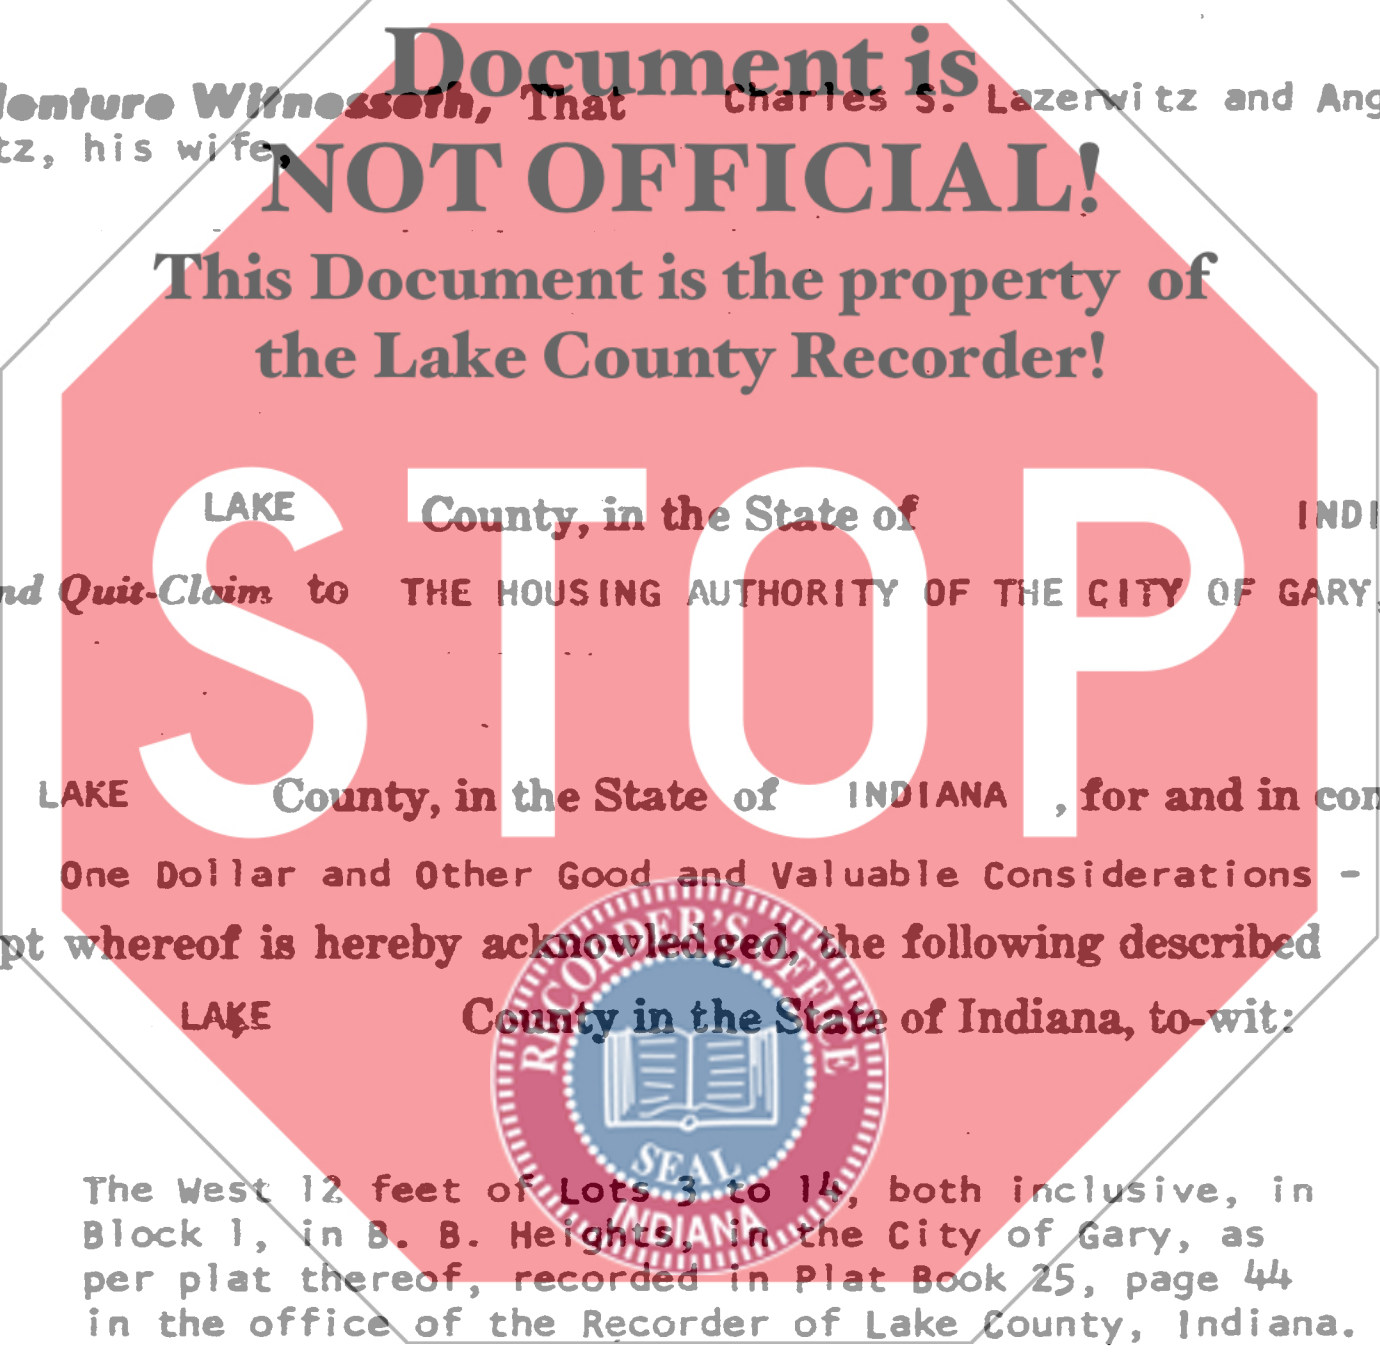 Document is
lenture Witnesseth, That Charles S. Lazerwitz and Ang
tz, his wife,
NOT OFFICIAL!
This Document is the property of
the Lake County Recorder!
STOP
LAKE County, in the State of INDI
nd Quit-Claim to THE HOUSING AUTHORITY OF THE CITY OF GARY,
LAKE County, in the State of INDIANA , for and in con
One Dollar and Other Good and Valuable Considerations -
pt whereof is hereby acknowledged, the following described
LAKE County in the State of Indiana, to-wit:
RECORDER'S OFFICE
SEAL
INDIANA
The West 12 feet of Lots 3 to 14, both inclusive, in
Block 1, in B. B. Heights, in the City of Gary, as
per plat thereof, recorded in Plat Book 25, page 44
in the office of the Recorder of Lake County, Indiana.